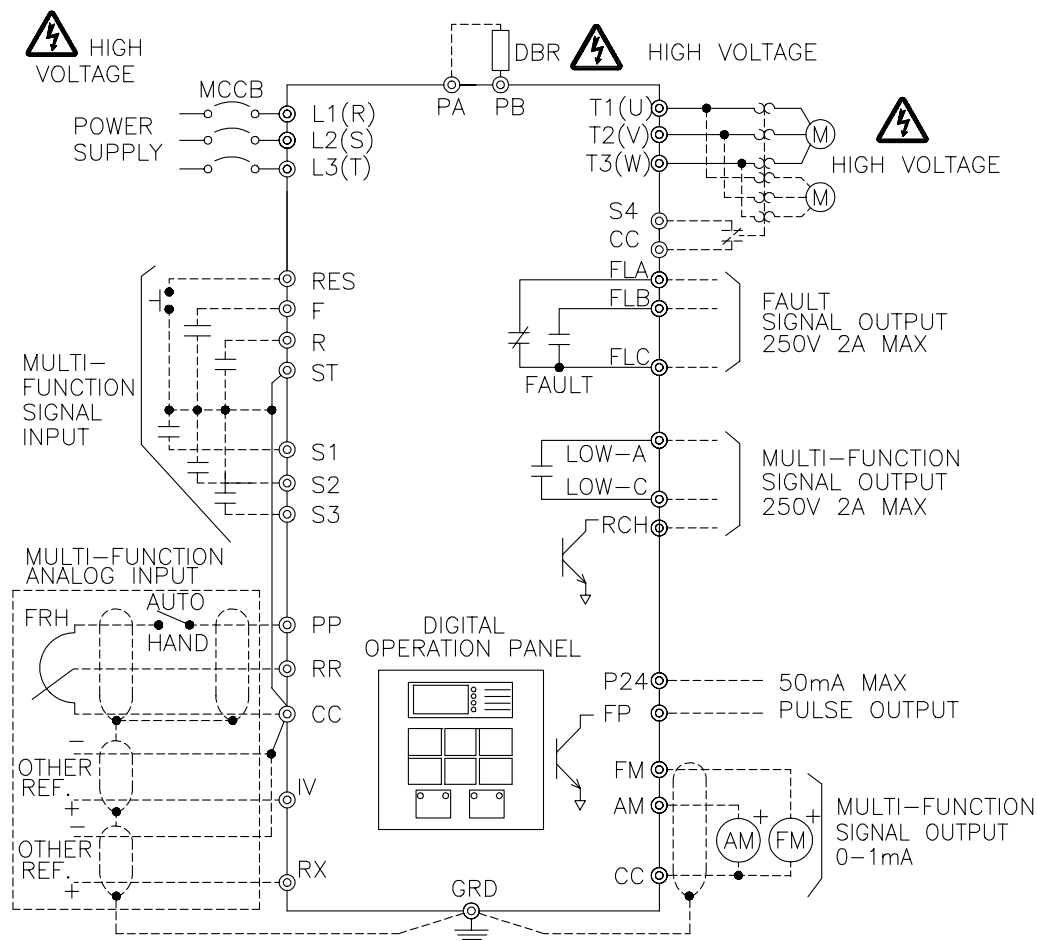 HIGH
VOLTAGE
DBR
HIGH VOLTAGE
MCCB
PA
PB
POWER
SUPPLY
L1(R)
L2(S)
L3(T)
T1(U)
T2(V)
T3(W)
M
M
HIGH VOLTAGE
S4
CC
RES
F
R
ST
S1
S2
S3
MULTI-
FUNCTION
SIGNAL
INPUT
FLA
FLB
FLC
FAULT
FAULT
SIGNAL OUTPUT
250V 2A MAX
LOW-A
LOW-C
RCH
MULTI-FUNCTION
SIGNAL OUTPUT
250V 2A MAX
MULTI-FUNCTION
ANALOG INPUT
AUTO
FRH
HAND
PP
RR
CC
−
OTHER
REF.
+
IV
−
OTHER
REF.
+
RX
DIGITAL
OPERATION PANEL
P24
50mA MAX
FP
PULSE OUTPUT
FM
AM
AM
+
FM
+
CC
MULTI-FUNCTION
SIGNAL OUTPUT
0-1mA
GRD